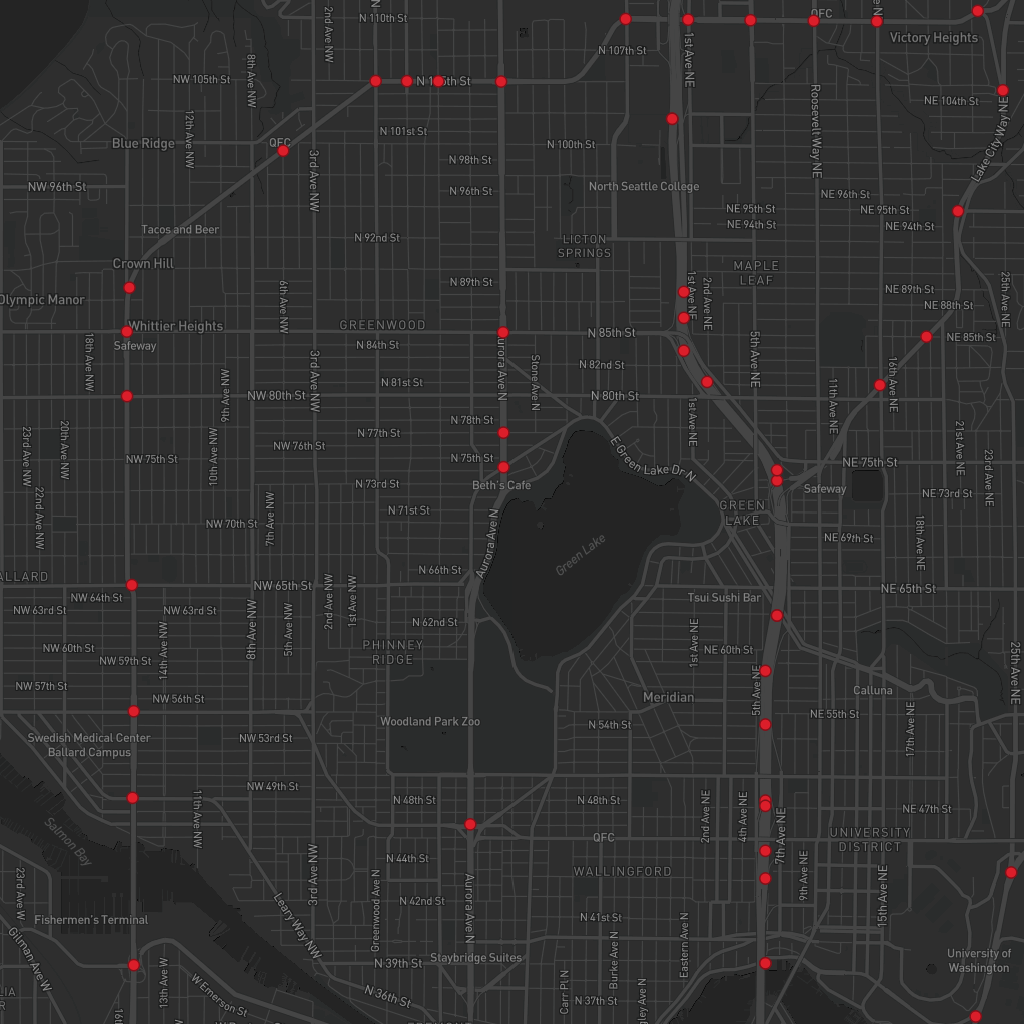 N 110th St
2nd Ave NW
1st Ave NE
QFC
Victory Heights
N 107th St
NW 105th St
8th Ave NW
NE 104th St
Roosevelt Way NE
Lake City Way NE
12th Ave NW
Blue Ridge
QFC
N 101st St
N 100th St
3rd Ave NW
N 98th St
NW 96th St
N 96th St
North Seattle College
NE 96th St
NE 95th St
NE 95th St
NE 94th St
NE 94th St
Tacos and Beer
N 92nd St
LICTON
SPRINGS
Crown Hill
MAPLE
LEAF
N 89th St
NE 89th St
25th Ave NE
Olympic Manor
6th Ave NW
1st Ave NE
2nd Ave NE
NE 88th St
Whittier Heights
GREENWOOD
N 85th St
NE 85th St
Safeway
N 84th St
18th Ave NW
Aurora Ave N
5th Ave NE
N 82nd St
3rd Ave NW
N 81st St
Stone Ave N
16th Ave NE
9th Ave NW
NW 80th St
N 80th St
11th Ave NE
N 78th St
1st Ave NE
N 77th St
20th Ave NW
23rd Ave NW
10th Ave NW
NW 76th St
21st Ave NE
NW 75th St
N 75th St
E Green Lake Dr N
NE 75th St
23rd Ave NE
N 73rd St
Beth's Cafe
Safeway
NE 73rd St
22nd Ave NW
7th Ave NW
N 71st St
GREEN
LAKE
NW 70th St
Aurora Ave N
18th Ave NE
NE 69th St
Green Lake
N 66th St
NW 65th St
NE 65th St
NW 64th St
2nd Ave NW
1st Ave NW
Tsui Sushi Bar
NW 63rd St
NW 63rd St
8th Ave NW
5th Ave NW
N 62nd St
NW 60th St
14th Ave NW
PHINNEY
RIDGE
1st Ave NE
NE 60th St
NW 59th St
25th Ave NE
NW 57th St
5th Ave NE
Calluna
NW 56th St
Meridian
Woodland Park Zoo
N 54th St
NE 55th St
17th Ave NE
Swedish Medical Center
Ballard Campus
NW 53rd St
NW 49th St
N 48th St
N 48th St
NE 47th St
11th Ave NW
2nd Ave NE
4th Ave NE
7th Ave NE
Salmon Bay
QFC
UNIVERSITY
DISTRICT
N 44th St
3rd Ave NW
WALLINGFORD
9th Ave NE
15th Ave NE
23rd Ave W
N 42nd St
Greenwood Ave N
Aurora Ave N
Fishermen's Terminal
Leary Way NW
N 41st St
Eastern Ave N
Gilman Ave W
Burke Ave N
N 39th St
Staybridge Suites
University of
Washington
13th Ave W
W Emerson St
N 36th St
Carr PL N
N 37th St